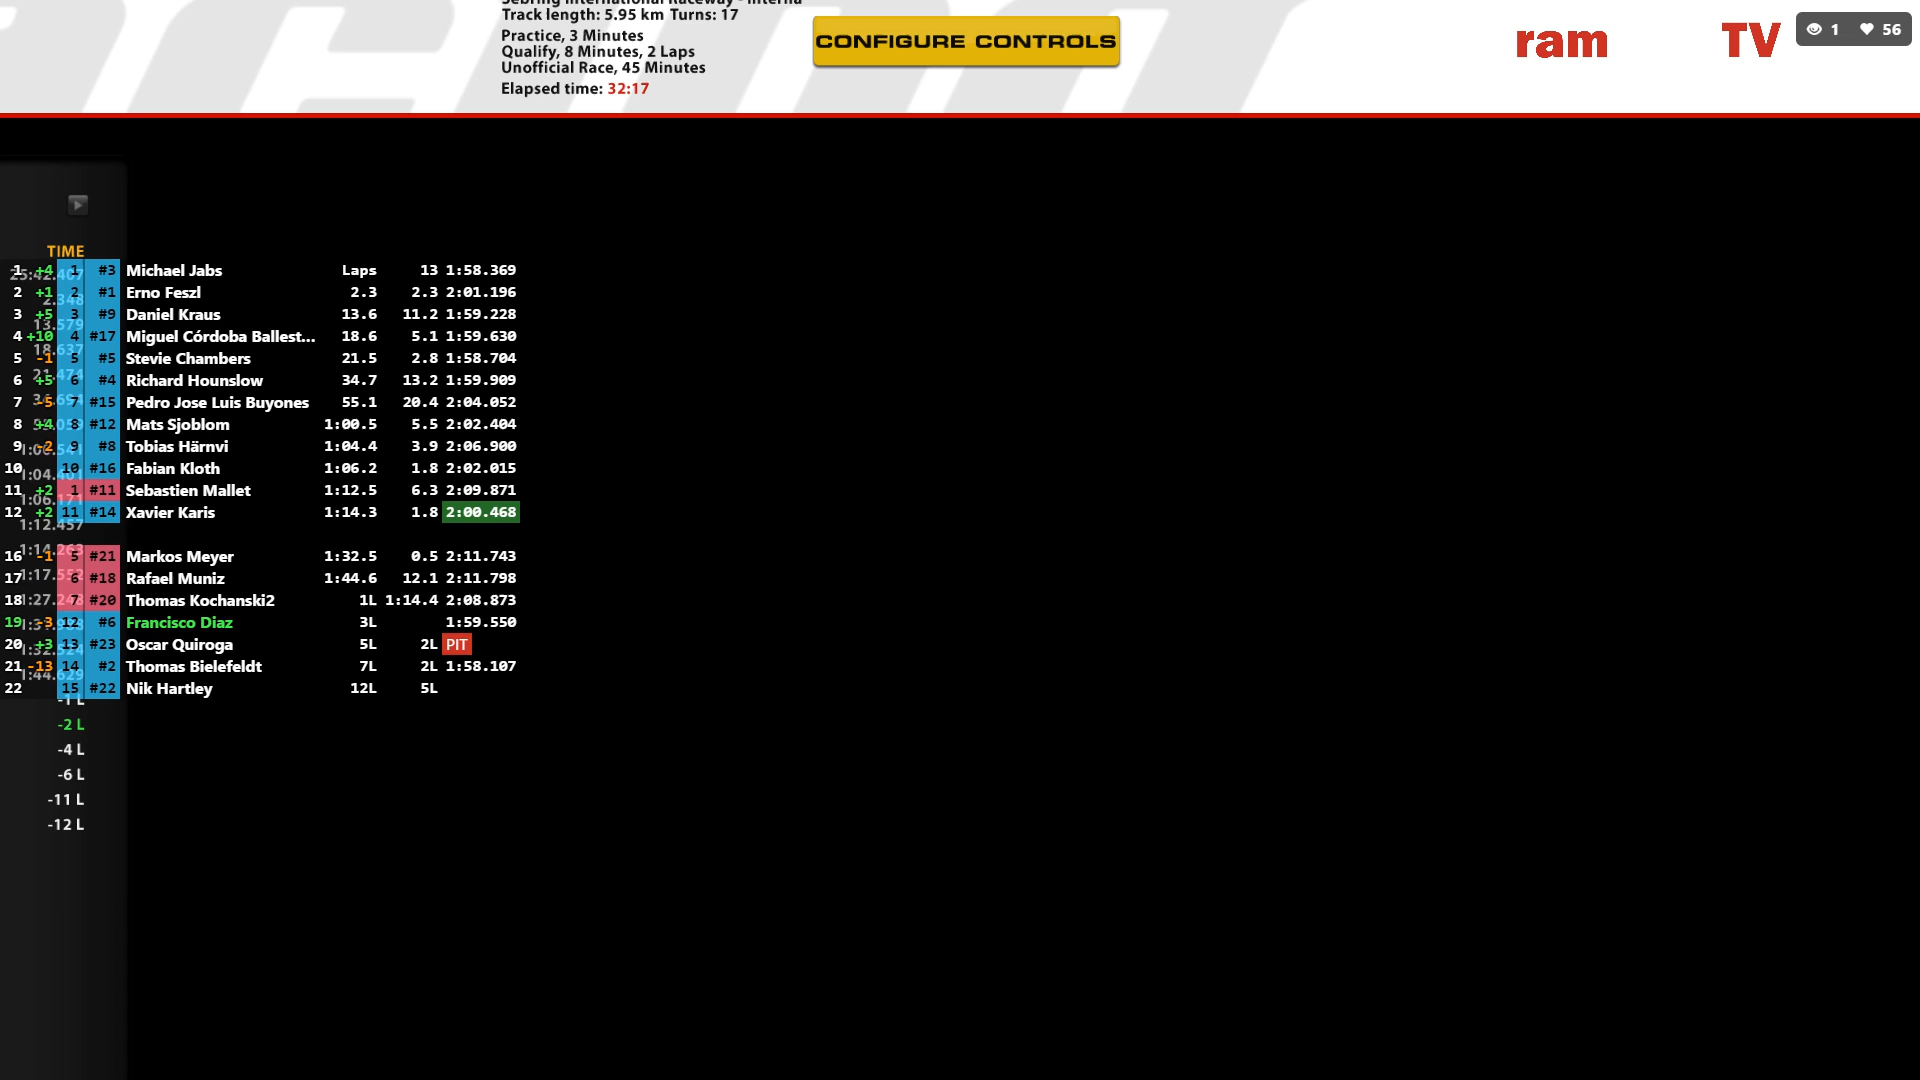 Track length: 5.95 km Turns: 17
Practice, 3 Minutes
Qualify, 8 Minutes, 2 Laps
Unofficial Race, 45 Minutes
Elapsed time: 32:17
CONFIGURE CONTROLS
ram TV
1 56
TIME
1 +4 1 #3 Michael Jabs Laps 13 1:58.369
2 +1 2 #1 Erno Feszl 2.3 2.3 2:01.196
3 +5 3 #9 Daniel Kraus 13.6 11.2 1:59.228
4 +10 4 #17 Miguel Córdoba Ballest... 18.6 5.1 1:59.630
5 -1 5 #5 Stevie Chambers 21.5 2.8 1:58.704
6 +5 6 #4 Richard Hounslow 34.7 13.2 1:59.909
7 -5 7 #15 Pedro Jose Luis Buyones 55.1 20.4 2:04.052
8 +4 8 #12 Mats Sjoblom 1:00.5 5.5 2:02.404
9 -2 9 #8 Tobias Härnvi 1:04.4 3.9 2:06.900
10 10 #16 Fabian Kloth 1:06.2 1.8 2:02.015
11 +2 1 #11 Sebastien Mallet 1:12.5 6.3 2:09.871
12 +2 11 #14 Xavier Karis 1:14.3 1.8 2:00.468
1:12.457
16 -1 5 #21 Markos Meyer 1:32.5 0.5 2:11.743
17 6 #18 Rafael Muniz 1:44.6 12.1 2:11.798
18 7 #20 Thomas Kochanski2 1L 1:14.4 2:08.873
19 -3 12 #6 Francisco Diaz 3L 1:59.550
20 +3 13 #23 Oscar Quiroga 5L 2L PIT
21 -13 14 #2 Thomas Bielefeldt 7L 2L 1:58.107
22 15 #22 Nik Hartley 12L 5L
-1 L
-2 L
-4 L
-6 L
-11 L
-12 L